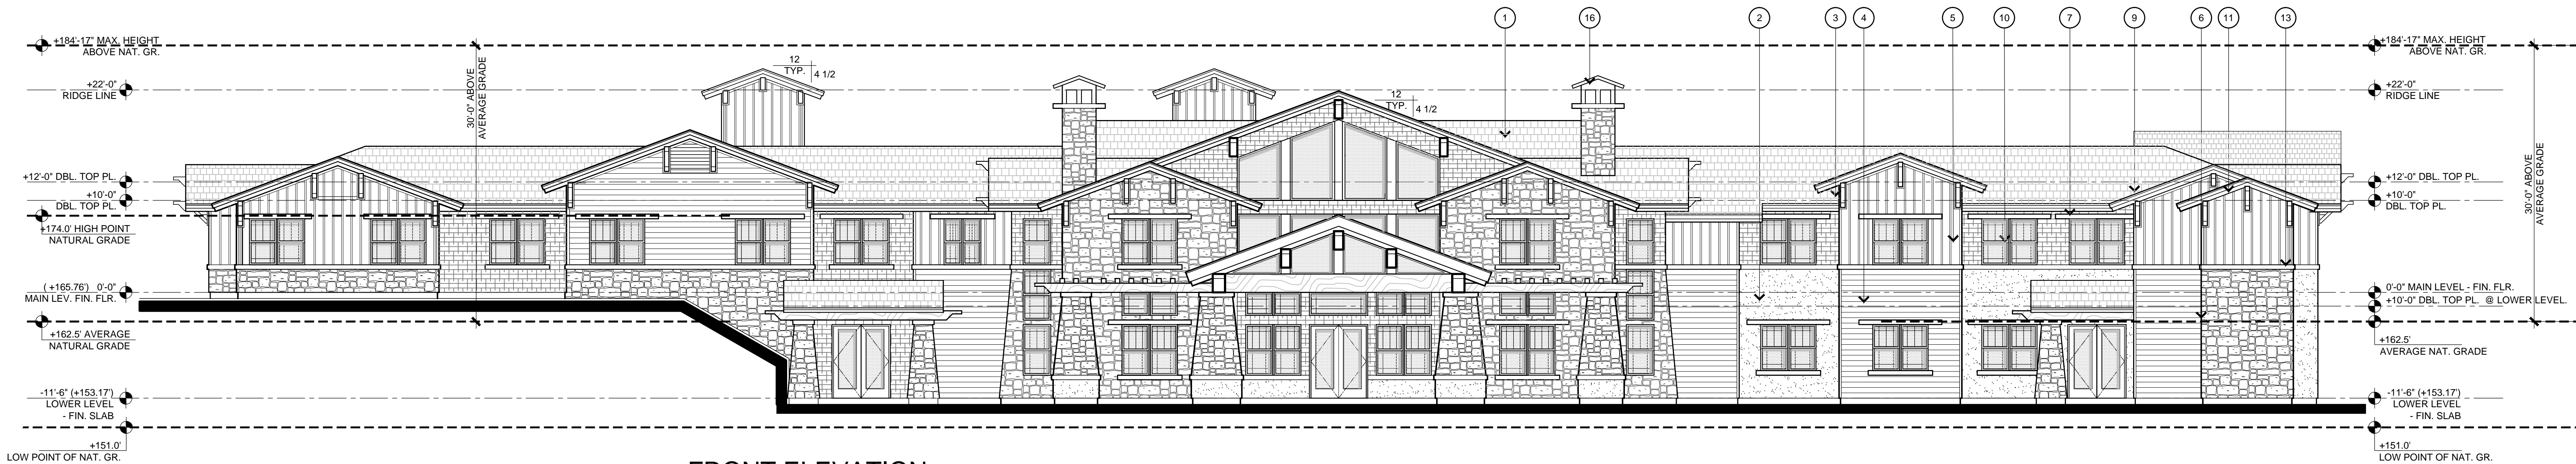 1 16 2 3 4 5 10 7 9 6 11 13
+184'-17" MAX. HEIGHT
ABOVE NAT. GR.
+22'-0"
RIDGE LINE
+12'-0" DBL. TOP PL.
+10'-0"
DBL. TOP PL.
+174.0' HIGH POINT
NATURAL GRADE
( +165.76') 0'-0"
MAIN LEV. FIN. FLR.
+162.5' AVERAGE
NATURAL GRADE
-11'-6" (+153.17')
LOWER LEVEL
- FIN. SLAB
+151.0'
LOW POINT OF NAT. GR.
30'-0" ABOVE
AVERAGE GRADE
12
TYP.
4 1/2
12
TYP.
4 1/2
+184'-17" MAX. HEIGHT
ABOVE NAT. GR.
+22'-0"
RIDGE LINE
+12'-0" DBL. TOP PL.
+10'-0"
DBL. TOP PL.
0'-0" MAIN LEVEL - FIN. FLR.
+10'-0" DBL. TOP PL. @ LOWER LEVEL.
+162.5'
AVERAGE NAT. GRADE
-11'-6" (+153.17')
LOWER LEVEL
- FIN. SLAB
+151.0'
LOW POINT OF NAT. GR.
30'-0" ABOVE
AVERAGE GRADE
FRONT ELEVATION